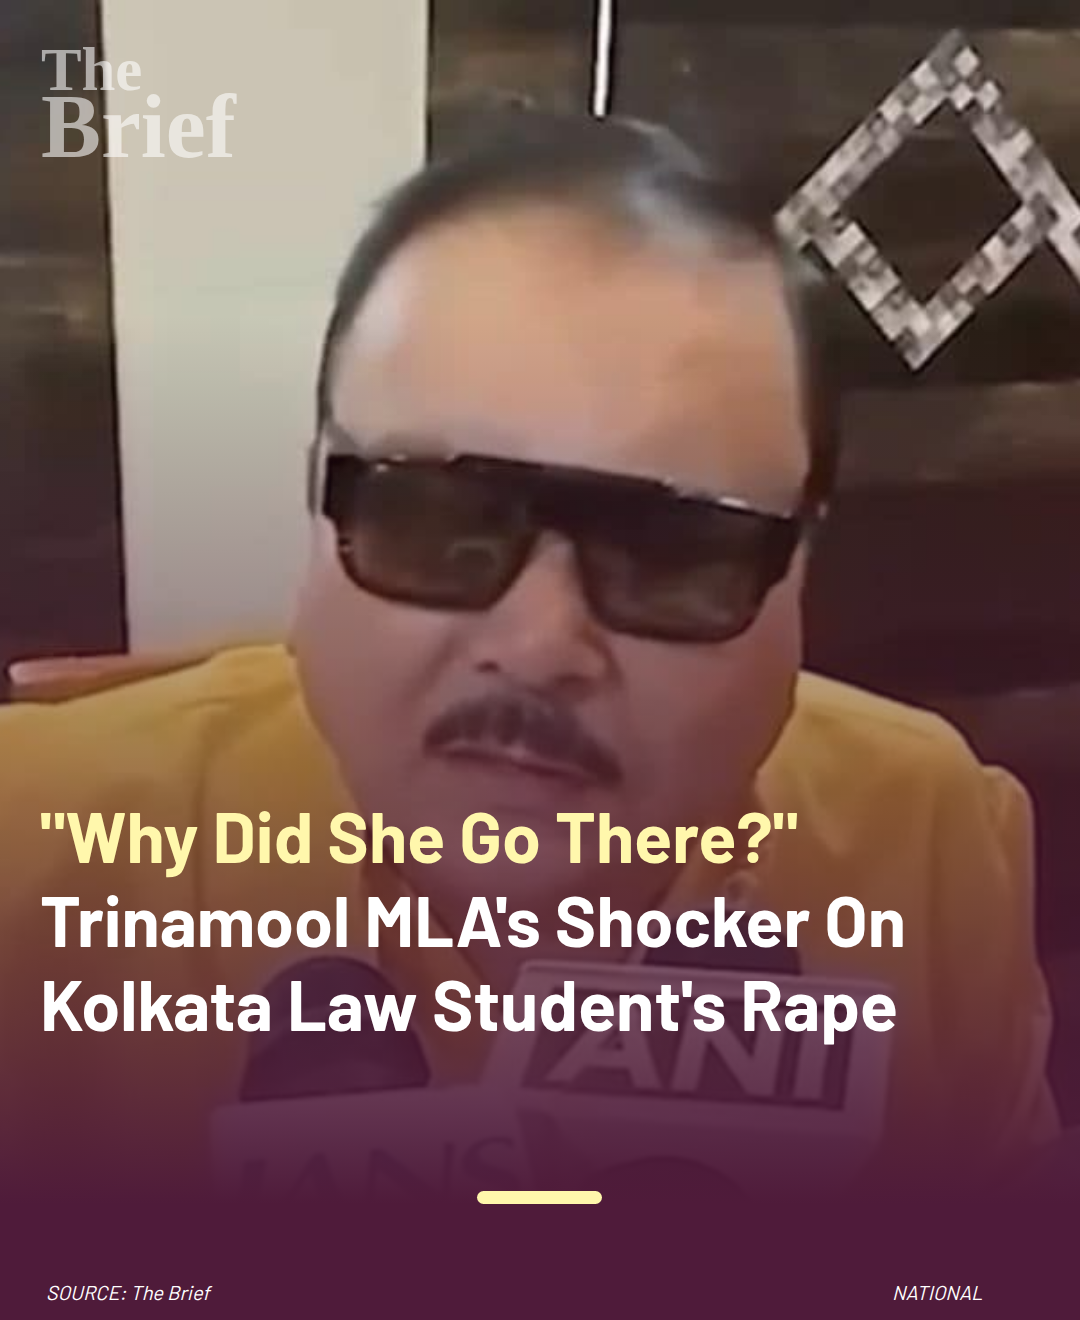 The
Brief
"Why Did She Go There?"
Trinamool MLA's Shocker On
Kolkata Law Student's Rape
ANI
IANS
SOURCE: The Brief
NATIONAL